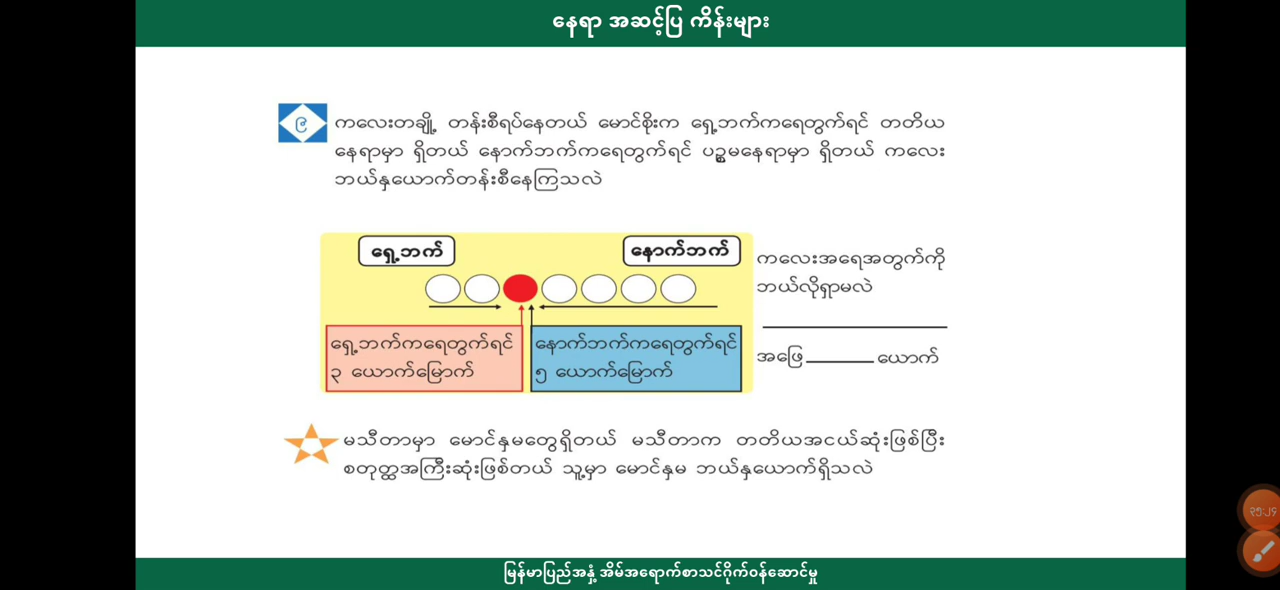 နေရာ အဆင့်ပြ ကိန်းများ
၉ ကလေးတချို့ တန်းစီရပ်နေတယ် မောင်စိုးက ရှေ့ဘက်ကရေတွက်ရင် တတိယ
နေရာမှာ ရှိတယ် နောက်ဘက်ကရေတွက်ရင် ပဉ္စမနေရာမှာ ရှိတယ် ကလေး
ဘယ်နှယောက်တန်းစီနေကြသလဲ
ရှေ့ဘက်
နောက်ဘက်
ရှေ့ဘက်ကရေတွက်ရင်
၃ ယောက်မြောက်
နောက်ဘက်ကရေတွက်ရင်
၅ ယောက်မြောက်
ကလေးအရေအတွက်ကို
ဘယ်လိုရှာမလဲ
အဖြေ ______ ယောက်
မသီတာမှာ မောင်နှမတွေရှိတယ် မသီတာက တတိယအငယ်ဆုံးဖြစ်ပြီး
စတုတ္ထအကြီးဆုံးဖြစ်တယ် သူ့မှာ မောင်နှမ ဘယ်နှယောက်ရှိသလဲ
မြန်မာပြည်အနှံ့ အိမ်အရောက်စာသင်ဂိုက်ဝန်ဆောင်မှု